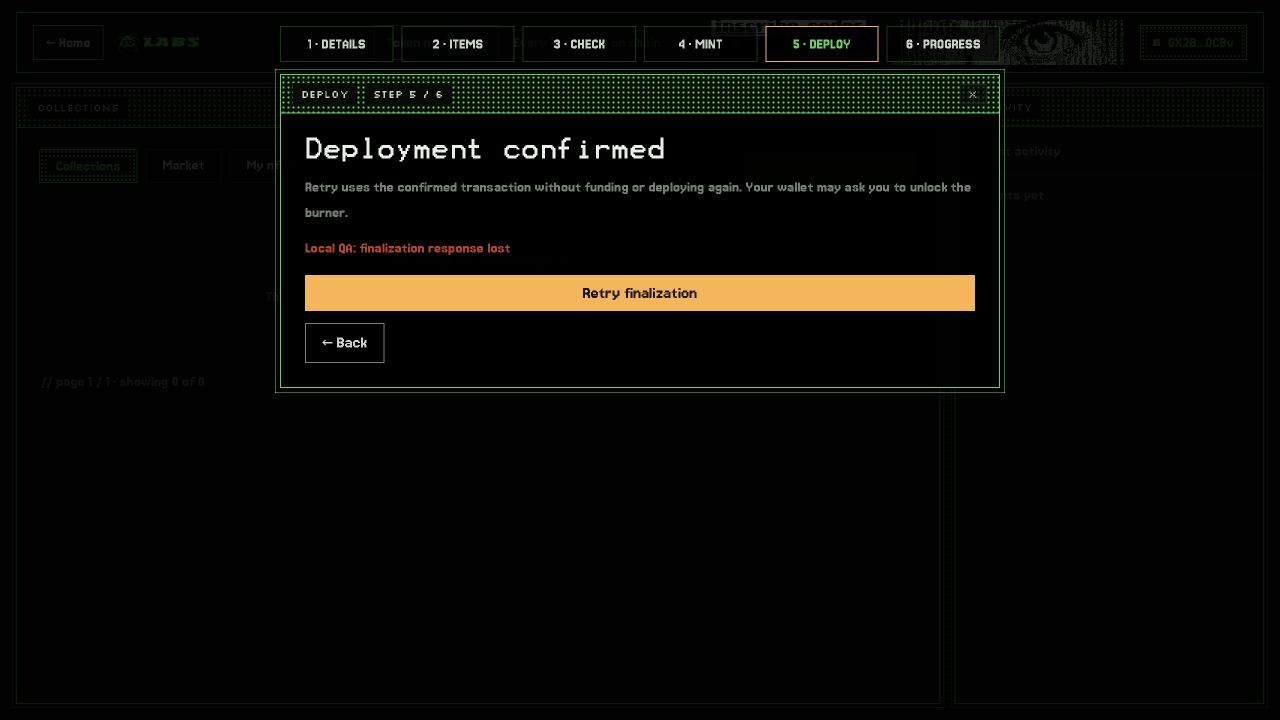 ← Home
LABS
1 · DETAILS
2 · ITEMS
3 · CHECK
4 · MINT
5 · DEPLOY
6 · PROGRESS
DEPLOY
STEP 5 / 6
×
COLLECTIONS
Collections
Market
Deployment confirmed
Retry uses the confirmed transaction without funding or deploying again. Your wallet may ask you to unlock the
burner.
Local QA: finalization response lost
Retry finalization
← Back
// page 1 / 1 · showing 0 of 0